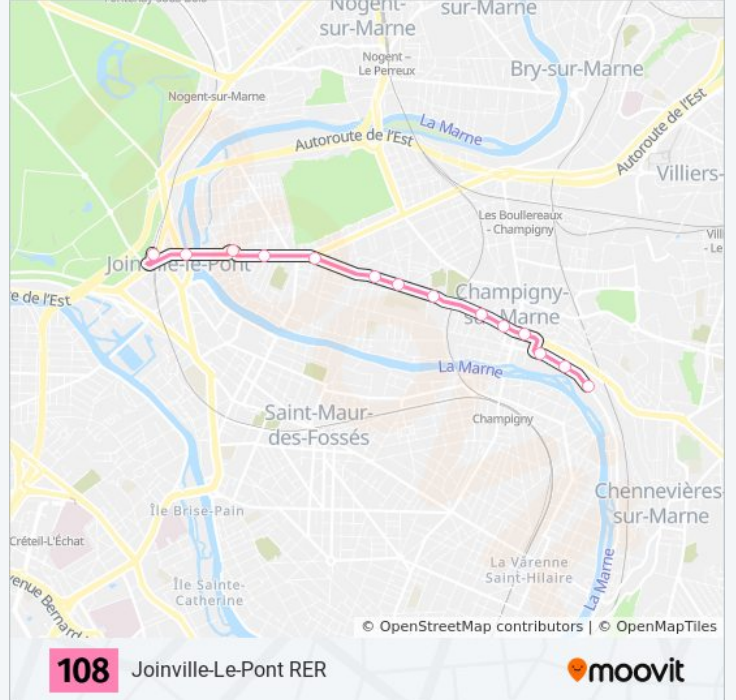 Nogent-
sur-Marne
sur-Marne
Nogent –
Le Perreux
Bry-sur-Marne
Nogent-sur-Marne
La Marne
Autoroute de l'Est
Autoroute de l'Est
Villiers-
Les Boullereaux
- Champigny
Vill
- Le
Joinville-le-Pont
e de l'Est
Champigny-
sur-Marne
La Marne
Saint-Maur-
des-Fossés
Champigny
Chennevières-
sur-Marne
Île Brise-Pain
Créteil-L'Échat
La Varenne
Saint-Hilaire
La Marne
Île Sainte-
Catherine
enue Bernard
© OpenStreetMap contributors | © OpenMapTiles
108 Joinville-Le-Pont RER
moovit